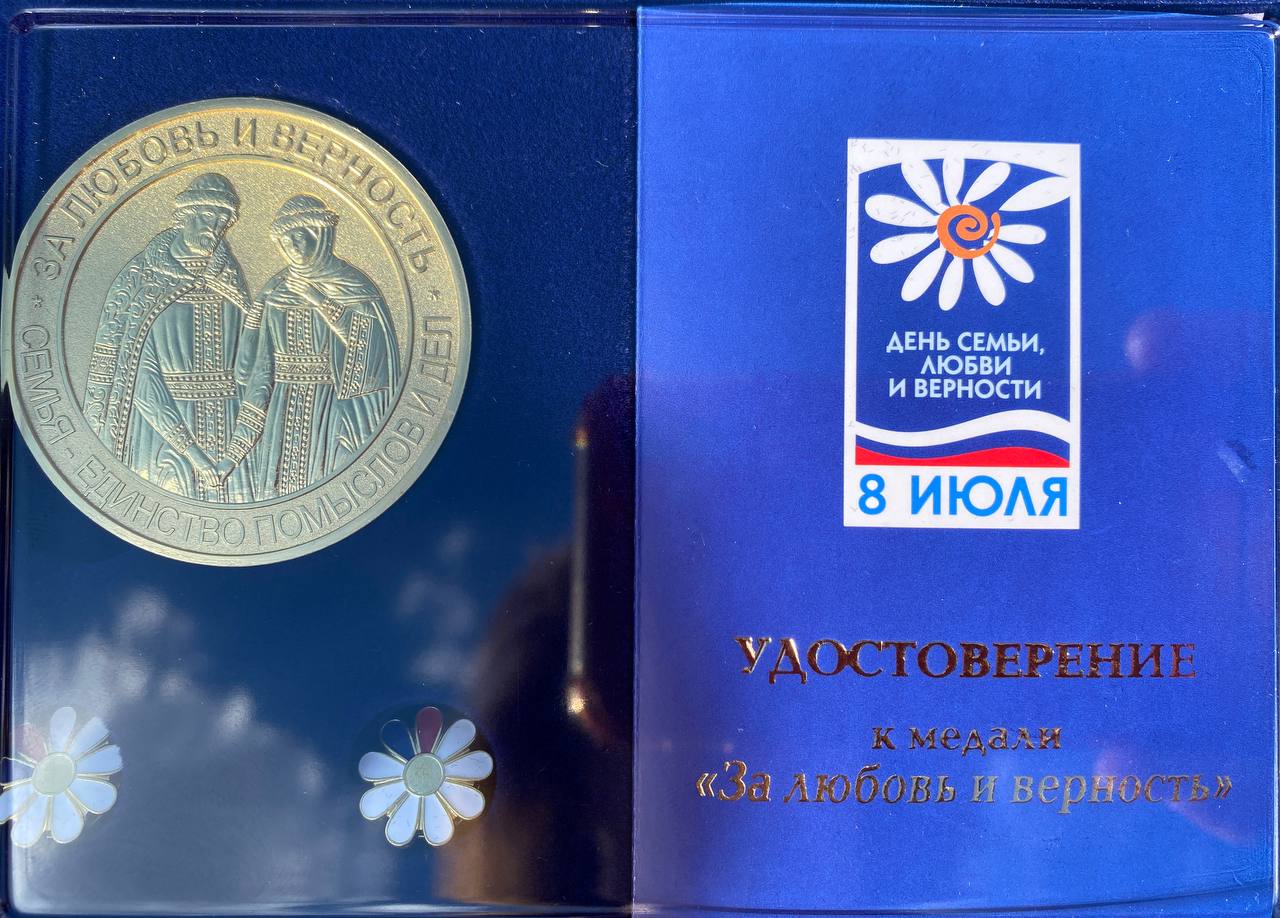 * ЗА ЛЮБОВЬ И ВЕРНОСТЬ *
СЕМЬЯ - ЕДИНСТВО ПОМЫСЛОВ И ДЕЛ
ДЕНЬ СЕМЬИ,
ЛЮБВИ
И ВЕРНОСТИ
8 ИЮЛЯ
УДОСТОВЕРЕНИЕ
к медали
«За любовь и верность»